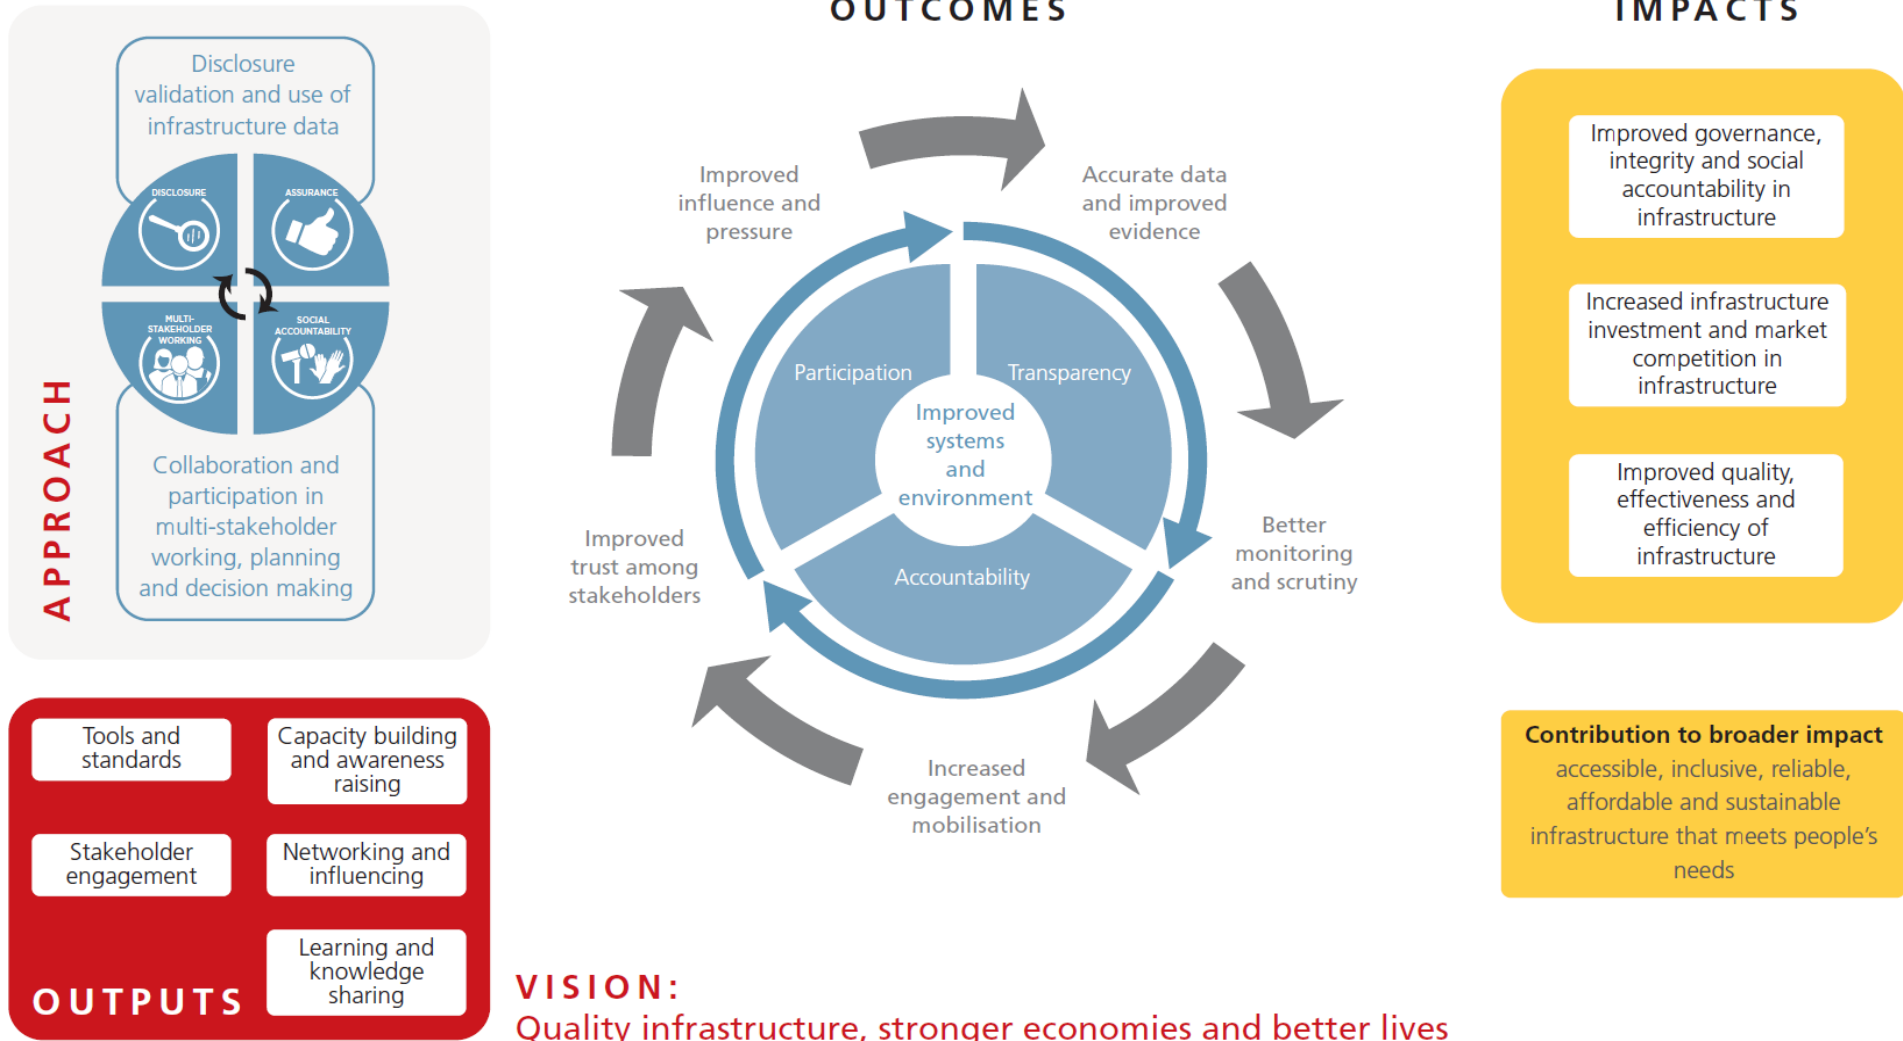 Disclosure
validation and use of
infrastructure data
DISCLOSURE
ASSURANCE
MULTI-
STAKEHOLDER
WORKING
SOCIAL
ACCOUNTABILITY
Collaboration and
participation in
multi-stakeholder
working, planning
and decision making
APPROACH
Tools and
standards
Capacity building
and awareness
raising
Stakeholder
engagement
Networking and
influencing
Learning and
knowledge
sharing
OUTPUTS
OUTCOMES
Improved
influence and
pressure
Accurate data
and improved
evidence
Better
monitoring
and scrutiny
Increased
engagement and
mobilisation
Improved
trust among
stakeholders
Participation
Transparency
Accountability
Improved
systems
and
environment
IMPACTS
Improved governance,
integrity and social
accountability in
infrastructure
Increased infrastructure
investment and market
competition in
infrastructure
Improved quality,
effectiveness and
efficiency of
infrastructure
Contribution to broader impact
accessible, inclusive, reliable,
affordable and sustainable
infrastructure that meets people's
needs
VISION:
Quality infrastructure, stronger economies and better lives